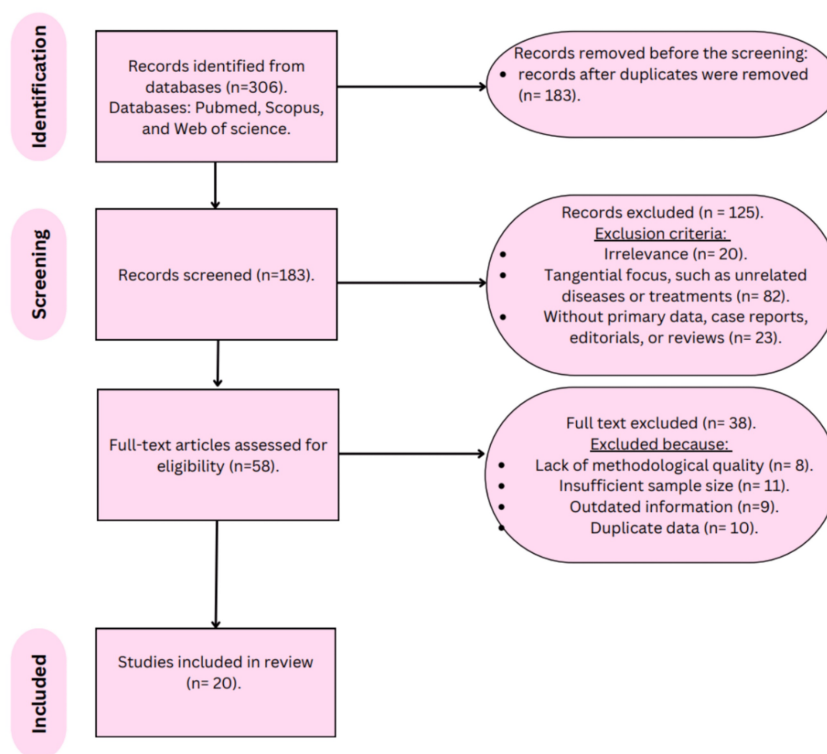 Identification
Records identified from
databases (n=306).
Databases: Pubmed, Scopus,
and Web of science.
Records removed before the screening:
• records after duplicates were removed
(n= 183).
Screening
Records screened (n=183).
Records excluded (n = 125).
Exclusion criteria:
• Irrelevance (n= 20).
• Tangential focus, such as unrelated
diseases or treatments (n= 82).
• Without primary data, case reports,
editorials, or reviews (n= 23).
Full-text articles assessed for
eligibility (n=58).
Full text excluded (n= 38).
Excluded because:
• Lack of methodological quality (n= 8).
• Insufficient sample size (n= 11).
• Outdated information (n=9).
• Duplicate data (n= 10).
Included
Studies included in review
(n= 20).